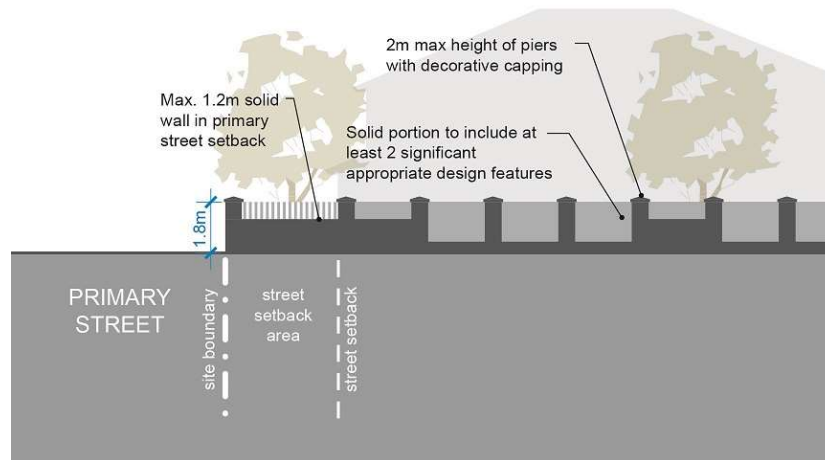 2m max height of piers
with decorative capping
Max. 1.2m solid
wall in primary
street setback
Solid portion to include at
least 2 significant
appropriate design features
1.8m
PRIMARY
STREET
site boundary
street
setback
area
street setback